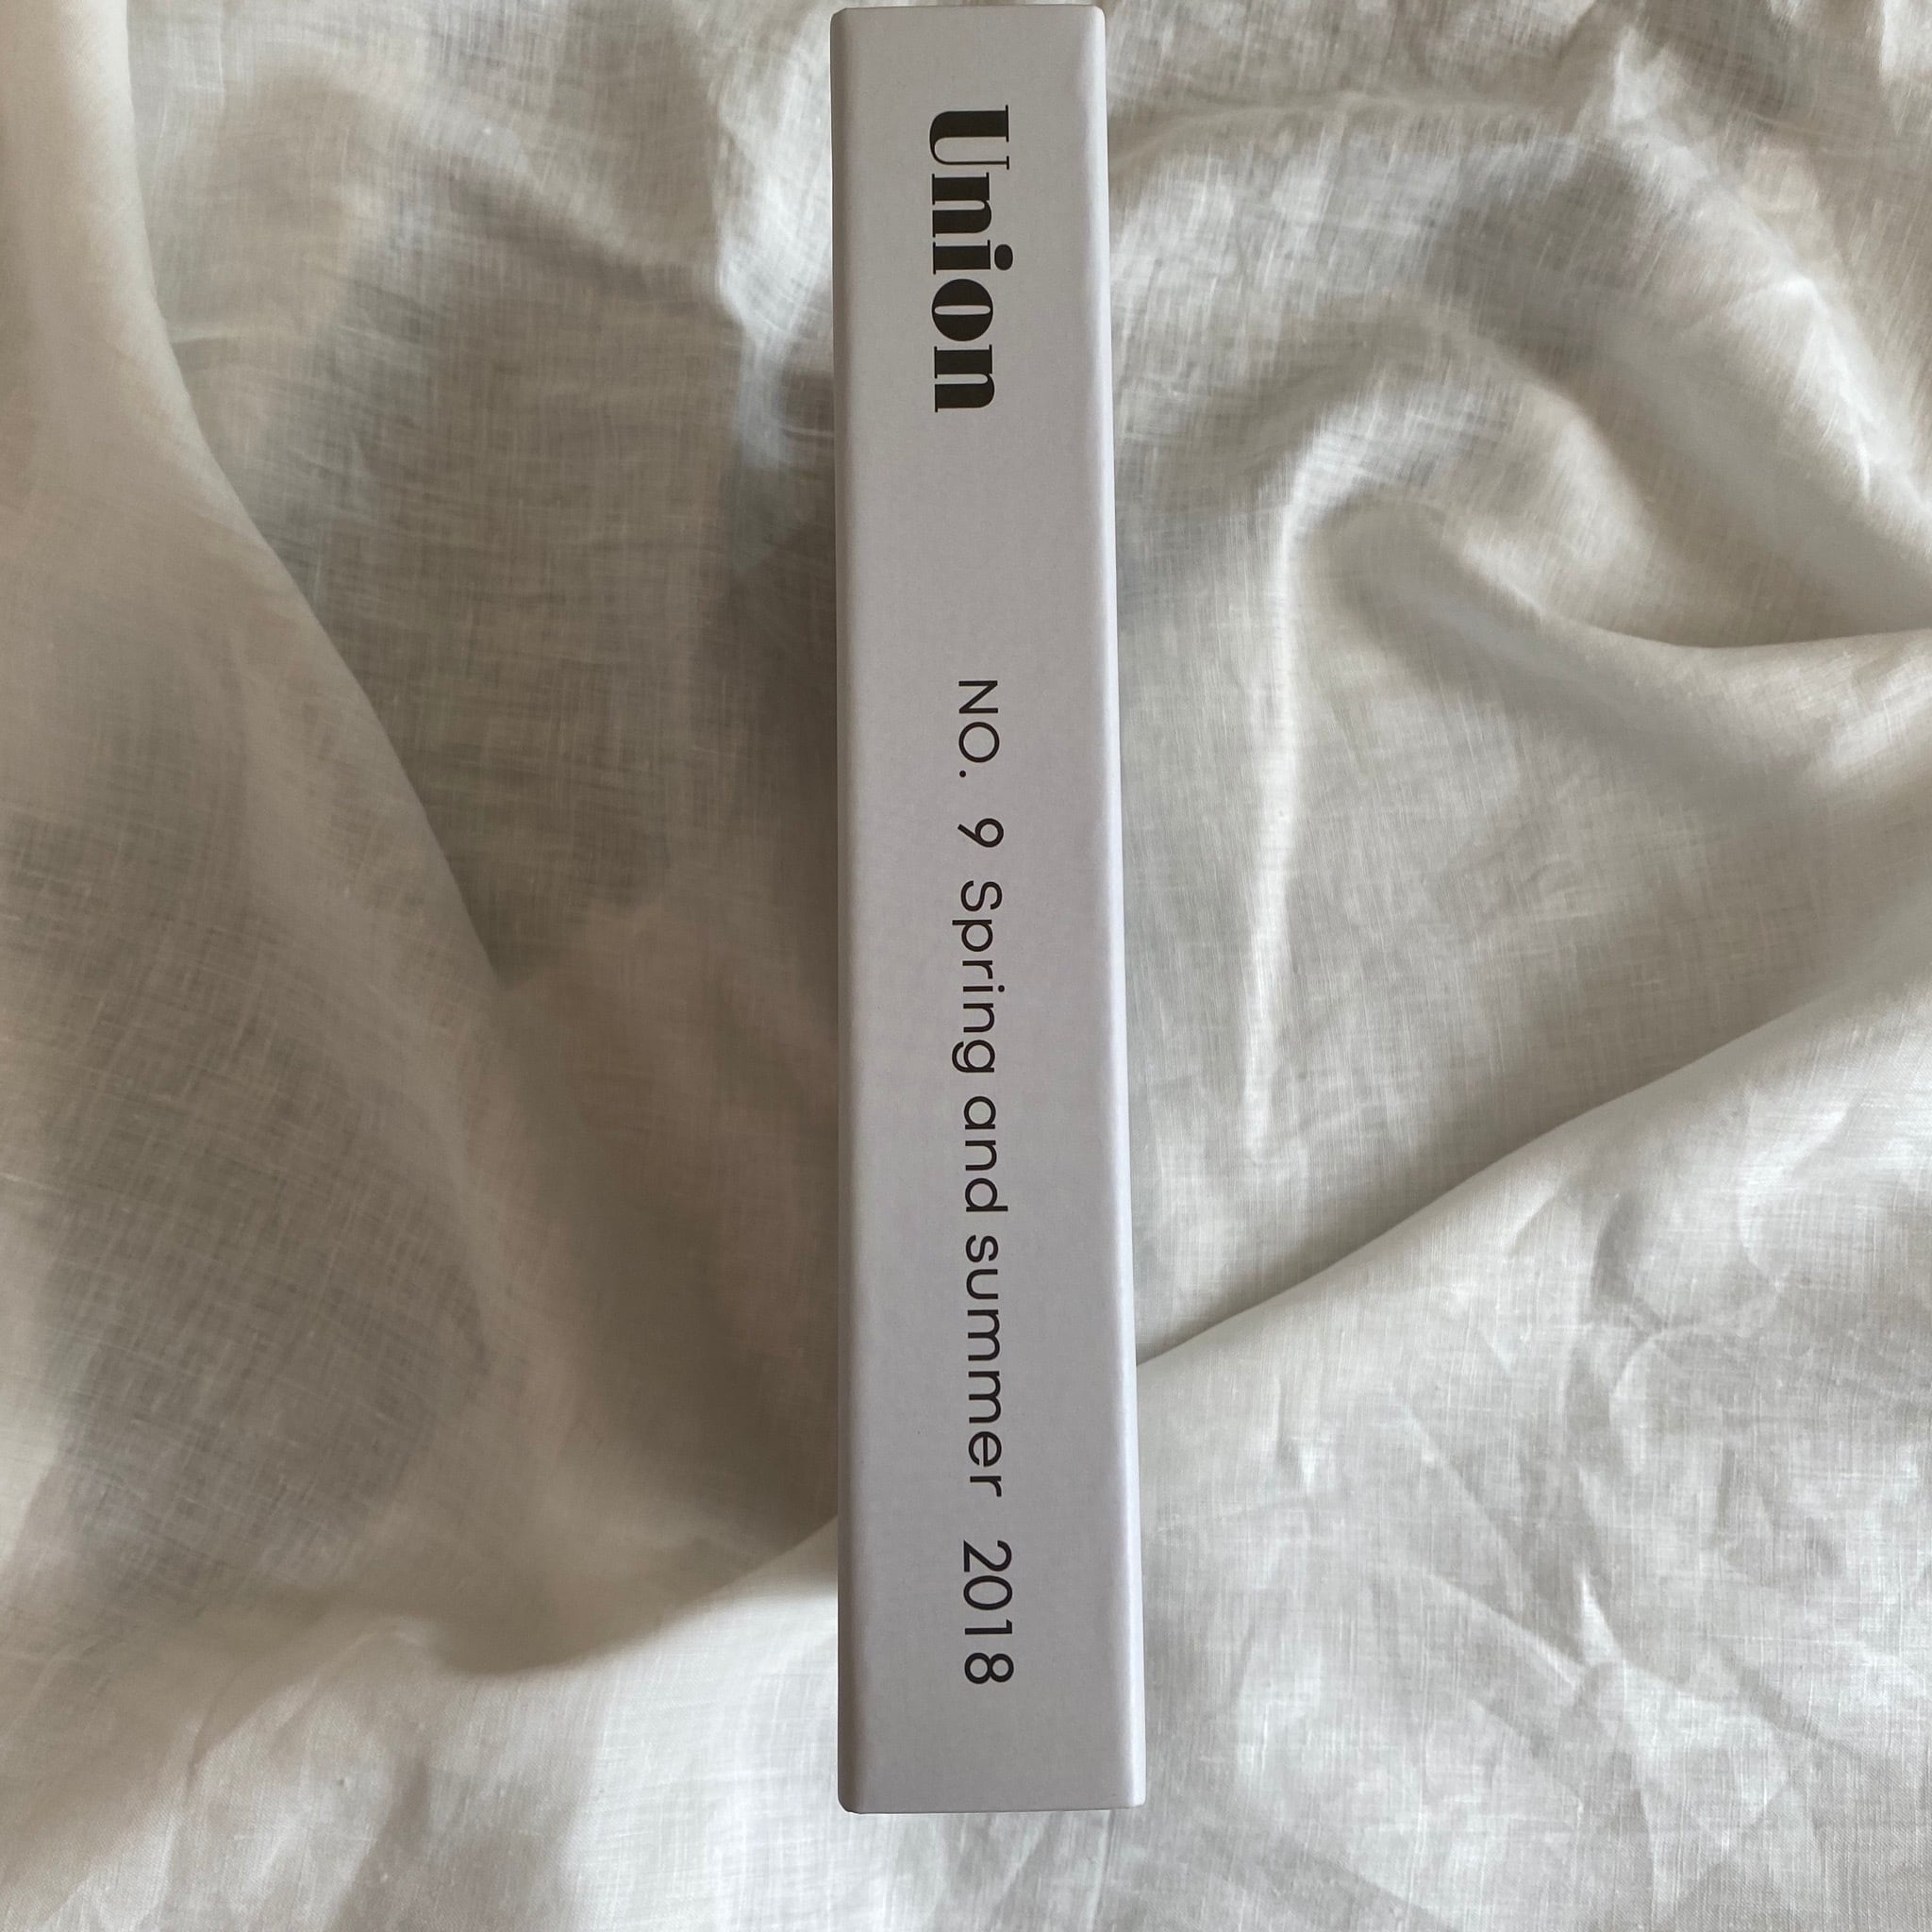 Union
NO. 9 Spring and summer 2018